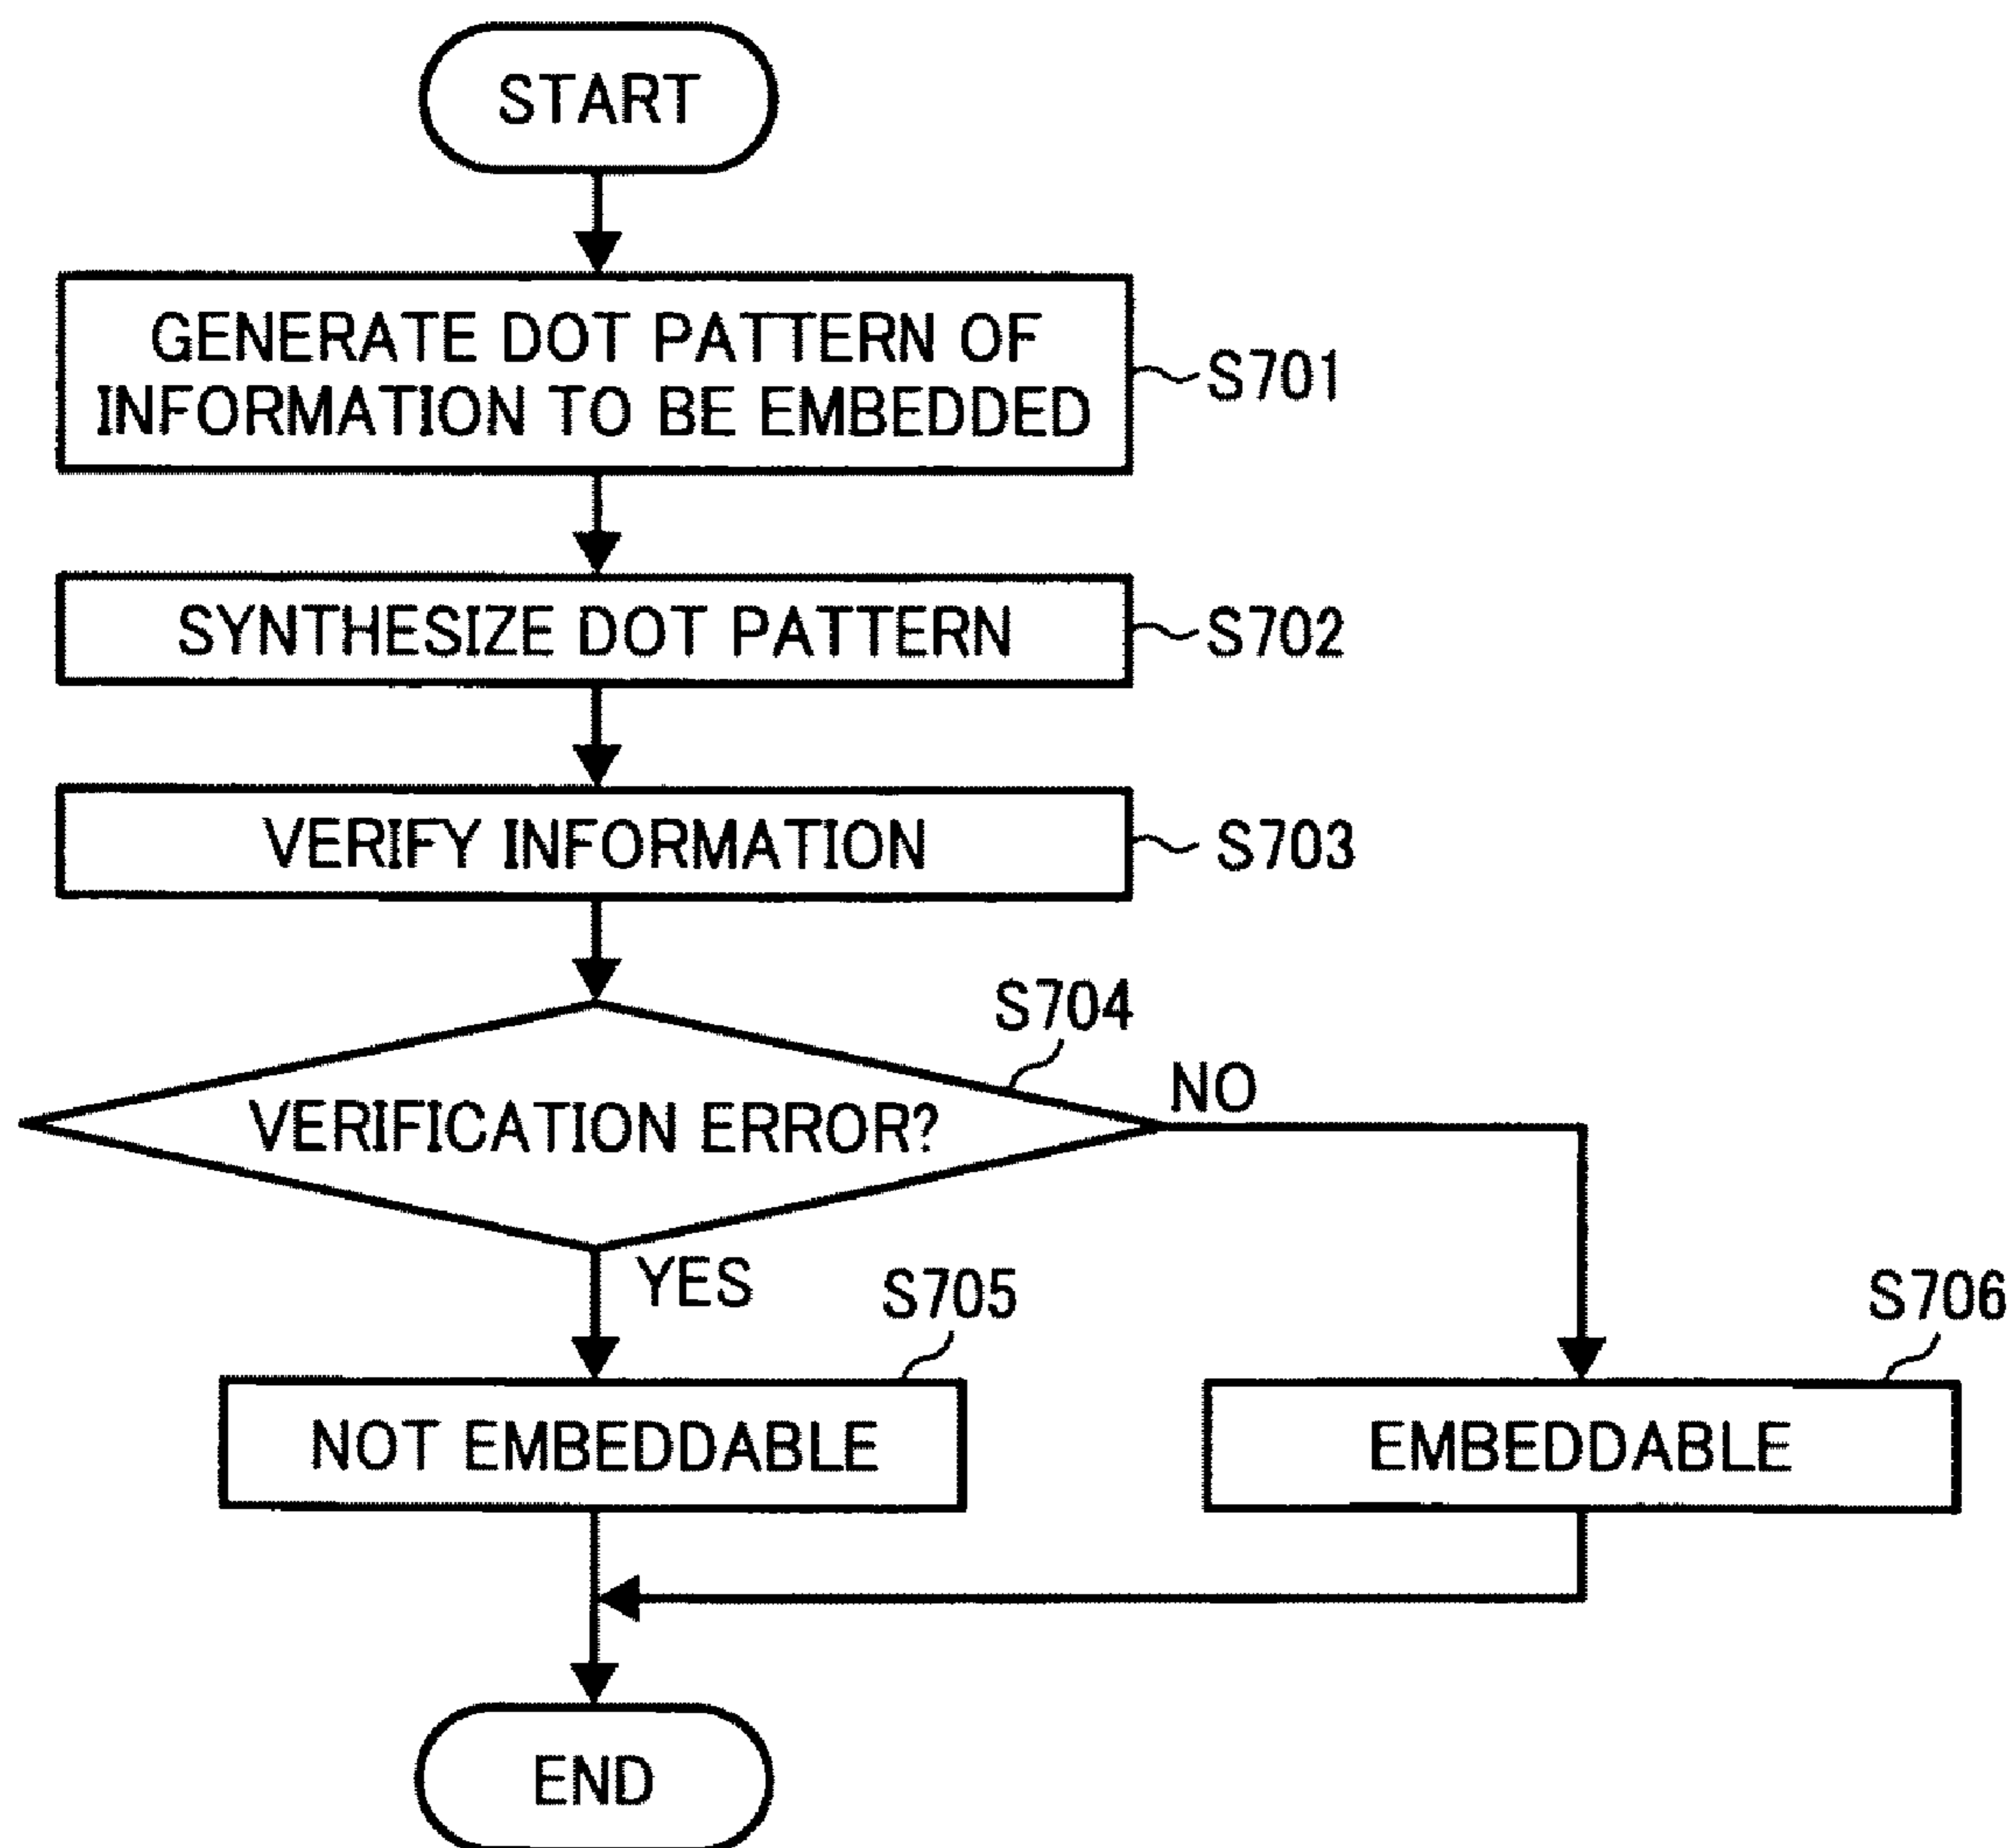 START
GENERATE DOT PATTERN OF
INFORMATION TO BE EMBEDDED
S701
SYNTHESIZE DOT PATTERN
S702
VERIFY INFORMATION
S703
S704
VERIFICATION ERROR?
NO
YES
S705
S706
NOT EMBEDDABLE
EMBEDDABLE
END